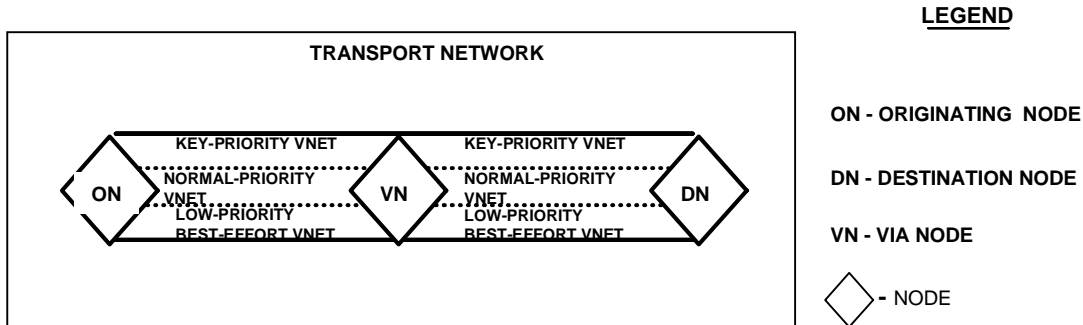 LEGEND
TRANSPORT NETWORK
ON - ORIGINATING NODE
KEY-PRIORITY VNET
KEY-PRIORITY VNET
NORMAL-PRIORITY
VNET
NORMAL-PRIORITY
VNET
ON
VN
DN
DN - DESTINATION NODE
LOW-PRIORITY
BEST-EFFORT VNET
LOW-PRIORITY
BEST-EFFORT VNET
VN - VIA NODE
- NODE